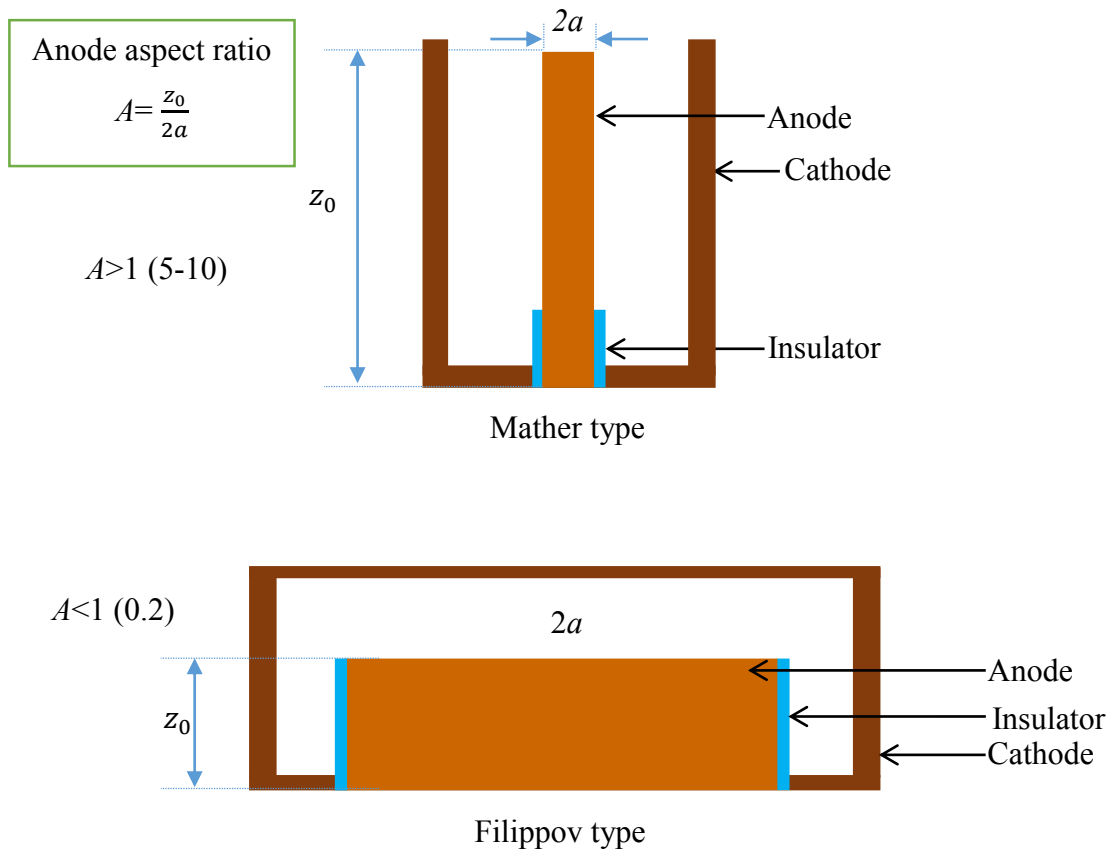 2a
Anode aspect ratio
A= z₀/2a
Anode
Cathode
z₀
A>1 (5-10)
Insulator
Mather type
A<1 (0.2)
2a
Anode
z₀
Insulator
Cathode
Filippov type